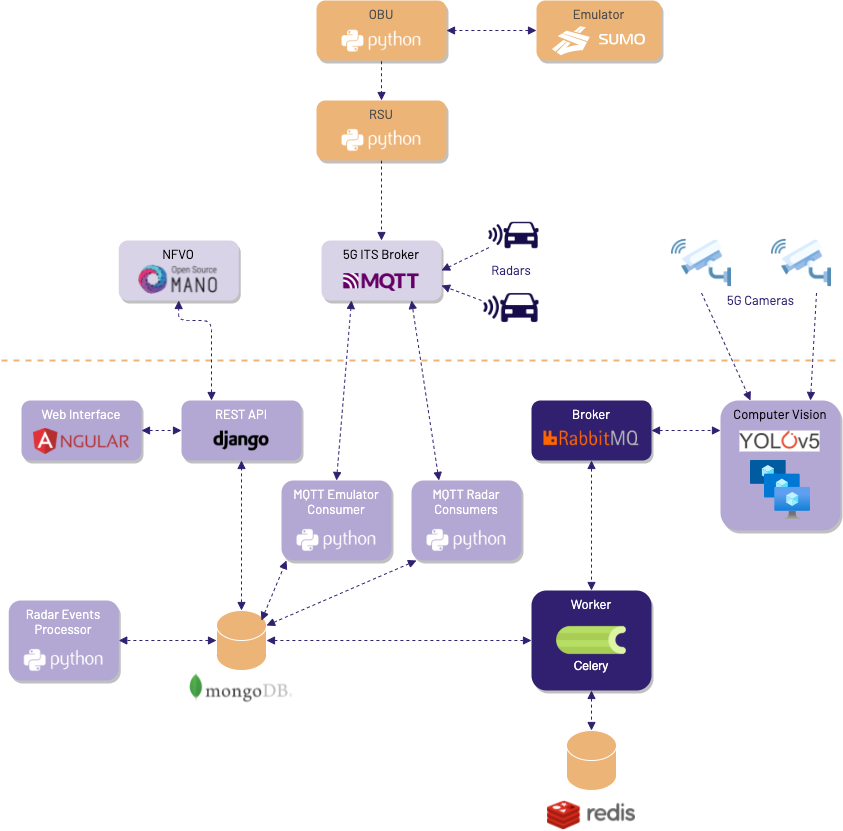 OBU
python
Emulator
SUMO
RSU
python
NFVO
Open Source
MANO
5G ITS Broker
MQTT
Radars
5G Cameras
Web Interface
ANGULAR
REST API
django
Broker
RabbitMQ
Computer Vision
YOLOv5
MQTT Emulator
Consumer
python
MQTT Radar
Consumers
python
Radar Events
Processor
python
mongoDB.
Worker
Celery
redis